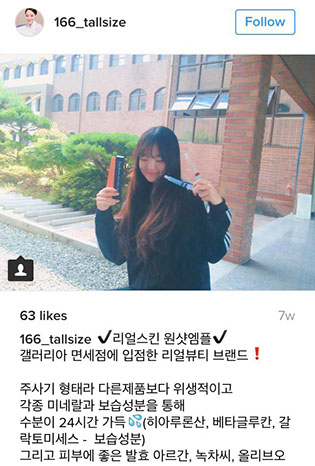 166_tallsize
Follow
63 likes
7w
166_tallsize ✔리얼스킨 원샷엠플✔
갤러리아 면세점에 입점한 리얼뷰티 브랜드❗
주사기 형태라 다른제품보다 위생적이고
각종 미네랄과 보습성분을 통해
수분이 24시간 가득💦(히아루론산, 베타글루칸, 갈
락토미세스 - 보습성분)
그리고 피부에 좋은 발효 아르간, 녹차씨, 올리브오